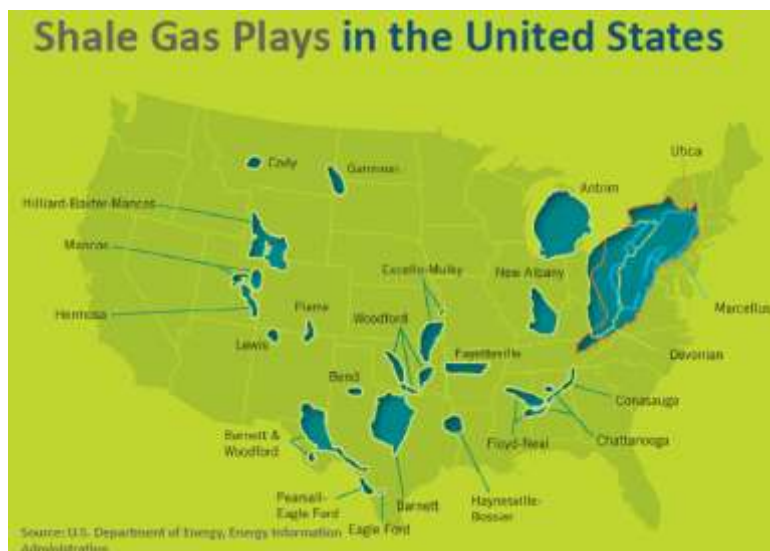 Shale Gas Plays in the United States
Utica
Cody
Gammon
Antrim
Hilliard-Baxter-Mancos
Mancos
Excello-Mulky
New Albany
Hermosa
Marcellus
Pierre
Woodford
Lewis
Fayetteville
Devonian
Bend
Conasauga
Barnett &
Woodford
Floyd-Neal
Chattanooga
Pearsall-
Eagle Ford
Barnett
Haynesville-
Bossier
Eagle Ford
Source: U.S. Department of Energy, Energy Information
Administration